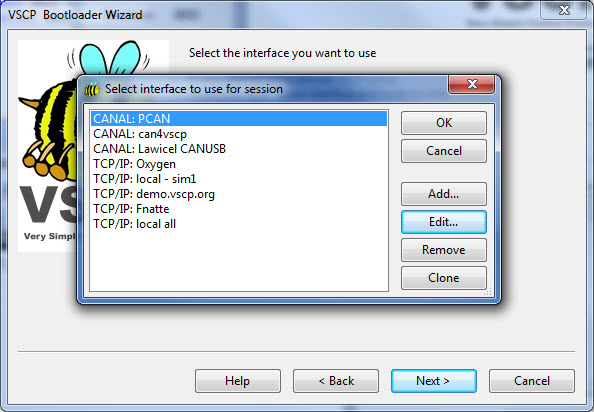 VSCP Bootloader Wizard
Select the interface you want to use
Select interface to use for session
CANAL: PCAN
CANAL: can4vscp
CANAL: Lawicel CANUSB
TCP/IP: Oxygen
TCP/IP: local - sim1
TCP/IP: demo.vscp.org
TCP/IP: Fnatte
TCP/IP: local all
OK
Cancel
Add...
Edit...
Remove
Clone
VS
Very Simpl
Help
< Back
Next >
Cancel